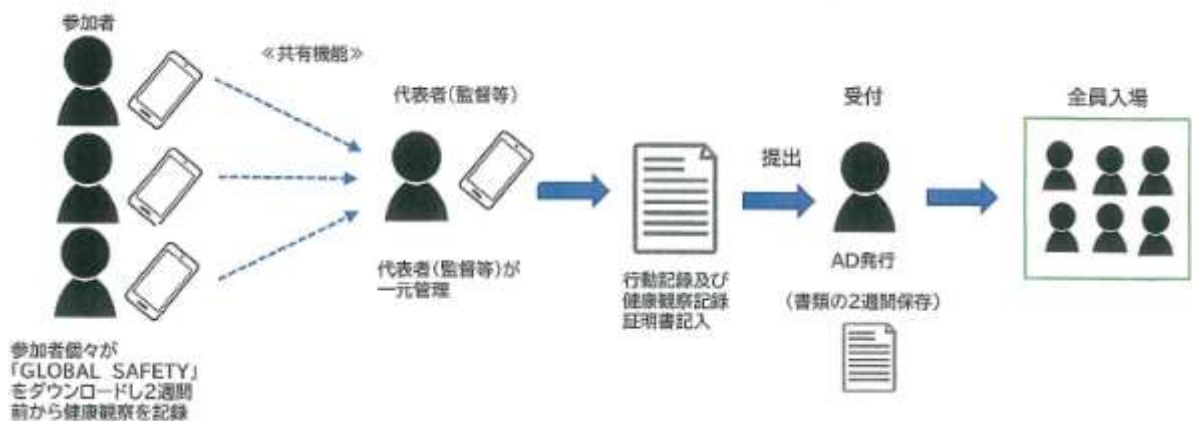 参加者
≪共有機能≫
代表者(監督等)
受付
全員入場
提出
代表者(監督等)が
一元管理
行動記録及び
健康観察記録
証明書記入
AD発行
(書類の2週間保存)
参加者個々が
「GLOBAL SAFETY」
をダウンロードし2週間
前から健康観察を記録